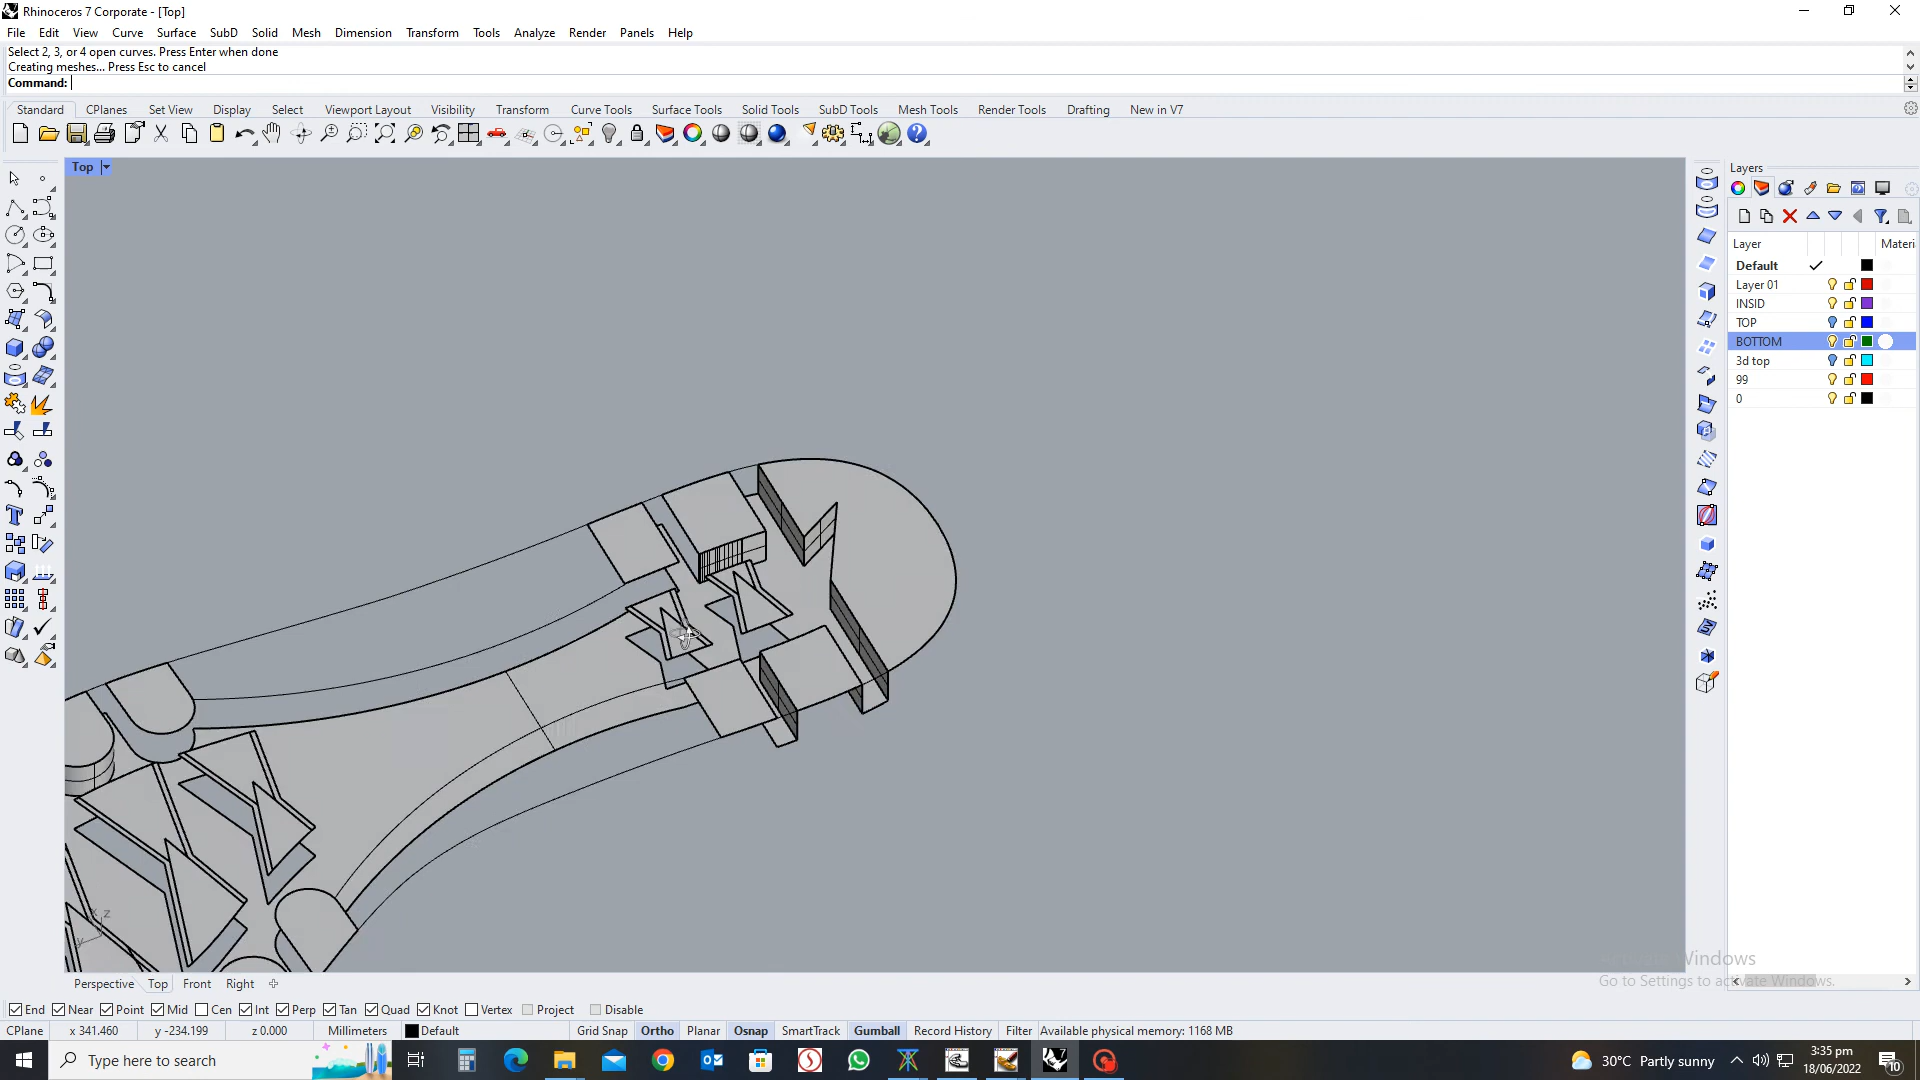 Rhinoceros 7 Corporate - [Top]
File Edit View Curve Surface SubD Solid Mesh Dimension Transform Tools Analyze Render Panels Help
Select 2, 3, or 4 open curves. Press Enter when done
Creating meshes... Press Esc to cancel
Command:
Standard CPlanes Set View Display Select Viewport Layout Visibility Transform Curve Tools Surface Tools Solid Tools SubD Tools Mesh Tools Render Tools Drafting New in V7
Top
Layers
Layer Materi
Default
Layer 01
INSID
TOP
BOTTOM
3d top
99
0
z
y
Windows
Go to Settings to activate Windows.
Perspective Top Front Right
End Near Point Mid Cen Int Perp Tan Quad Knot Vertex Project Disable
CPlane x 341.460 y -234.199 z 0.000 Millimeters Default Grid Snap Ortho Planar Osnap SmartTrack Gumball Record History Filter Available physical memory: 1168 MB
Type here to search
30°C Partly sunny
3:35 pm
18/06/2022
10